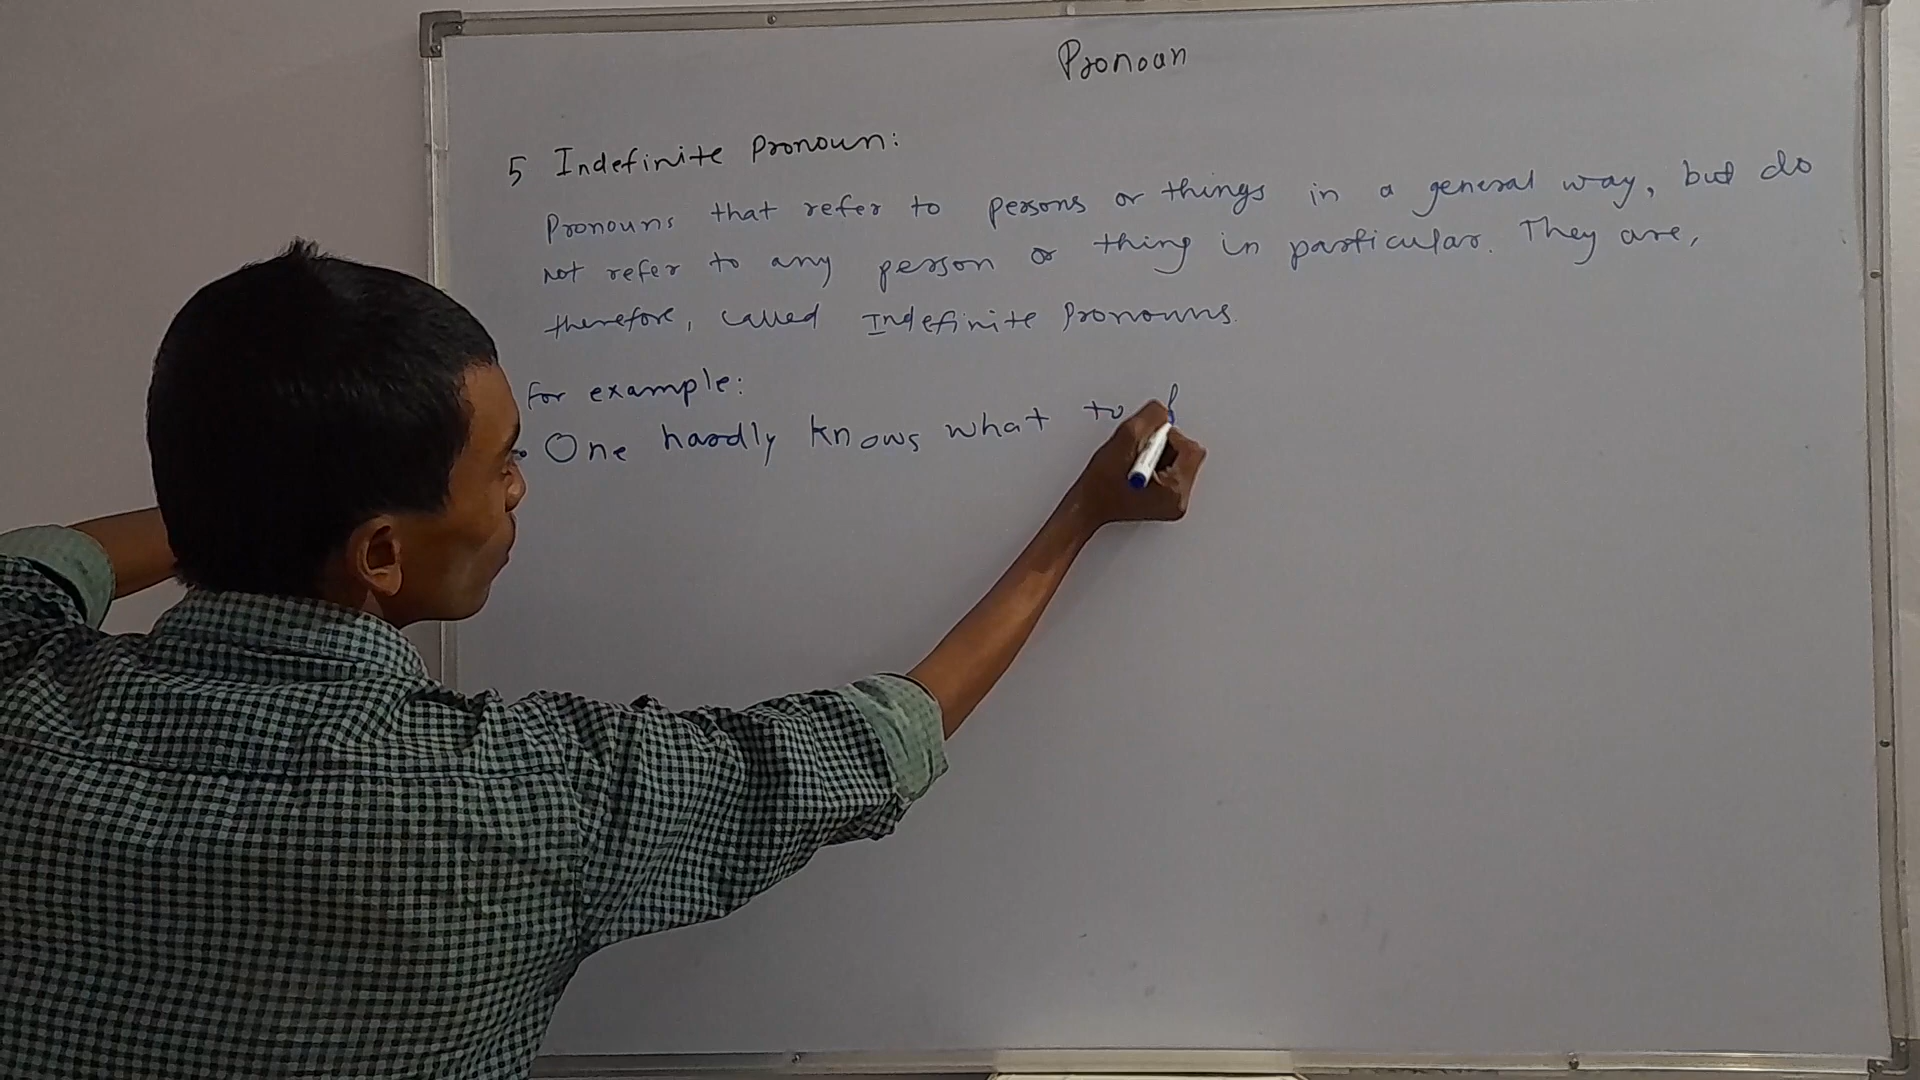 Pronoun
5 Indefinite Pronoun:
Pronouns that refer to persons or things in a general way, but do
not refer to any person or thing in particular. They are,
therefore, called Indefinite Pronouns.
for example:
• One hardly knows what to